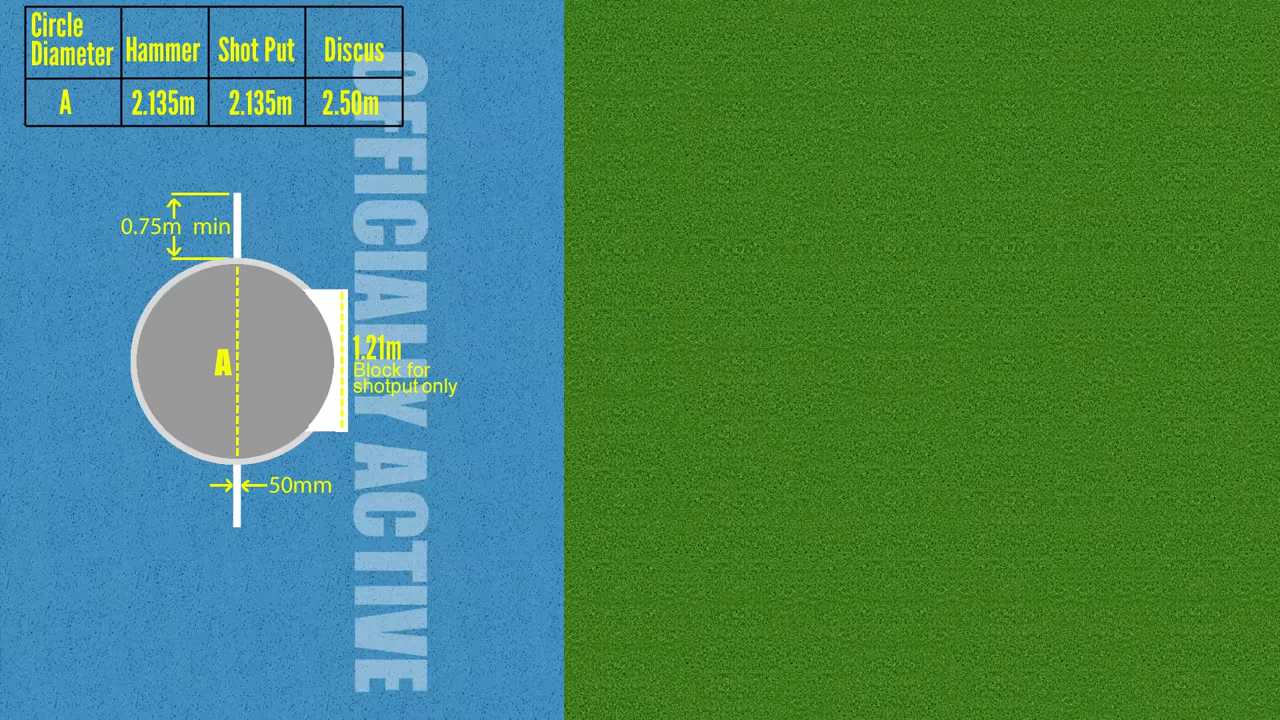 Circle
Diameter
Hammer
Shot Put
Discus
A
2.135m
2.135m
2.50m
0.75m min
A
1.21m
Block for
shotput only
50mm
OFFICIALLY ACTIVE